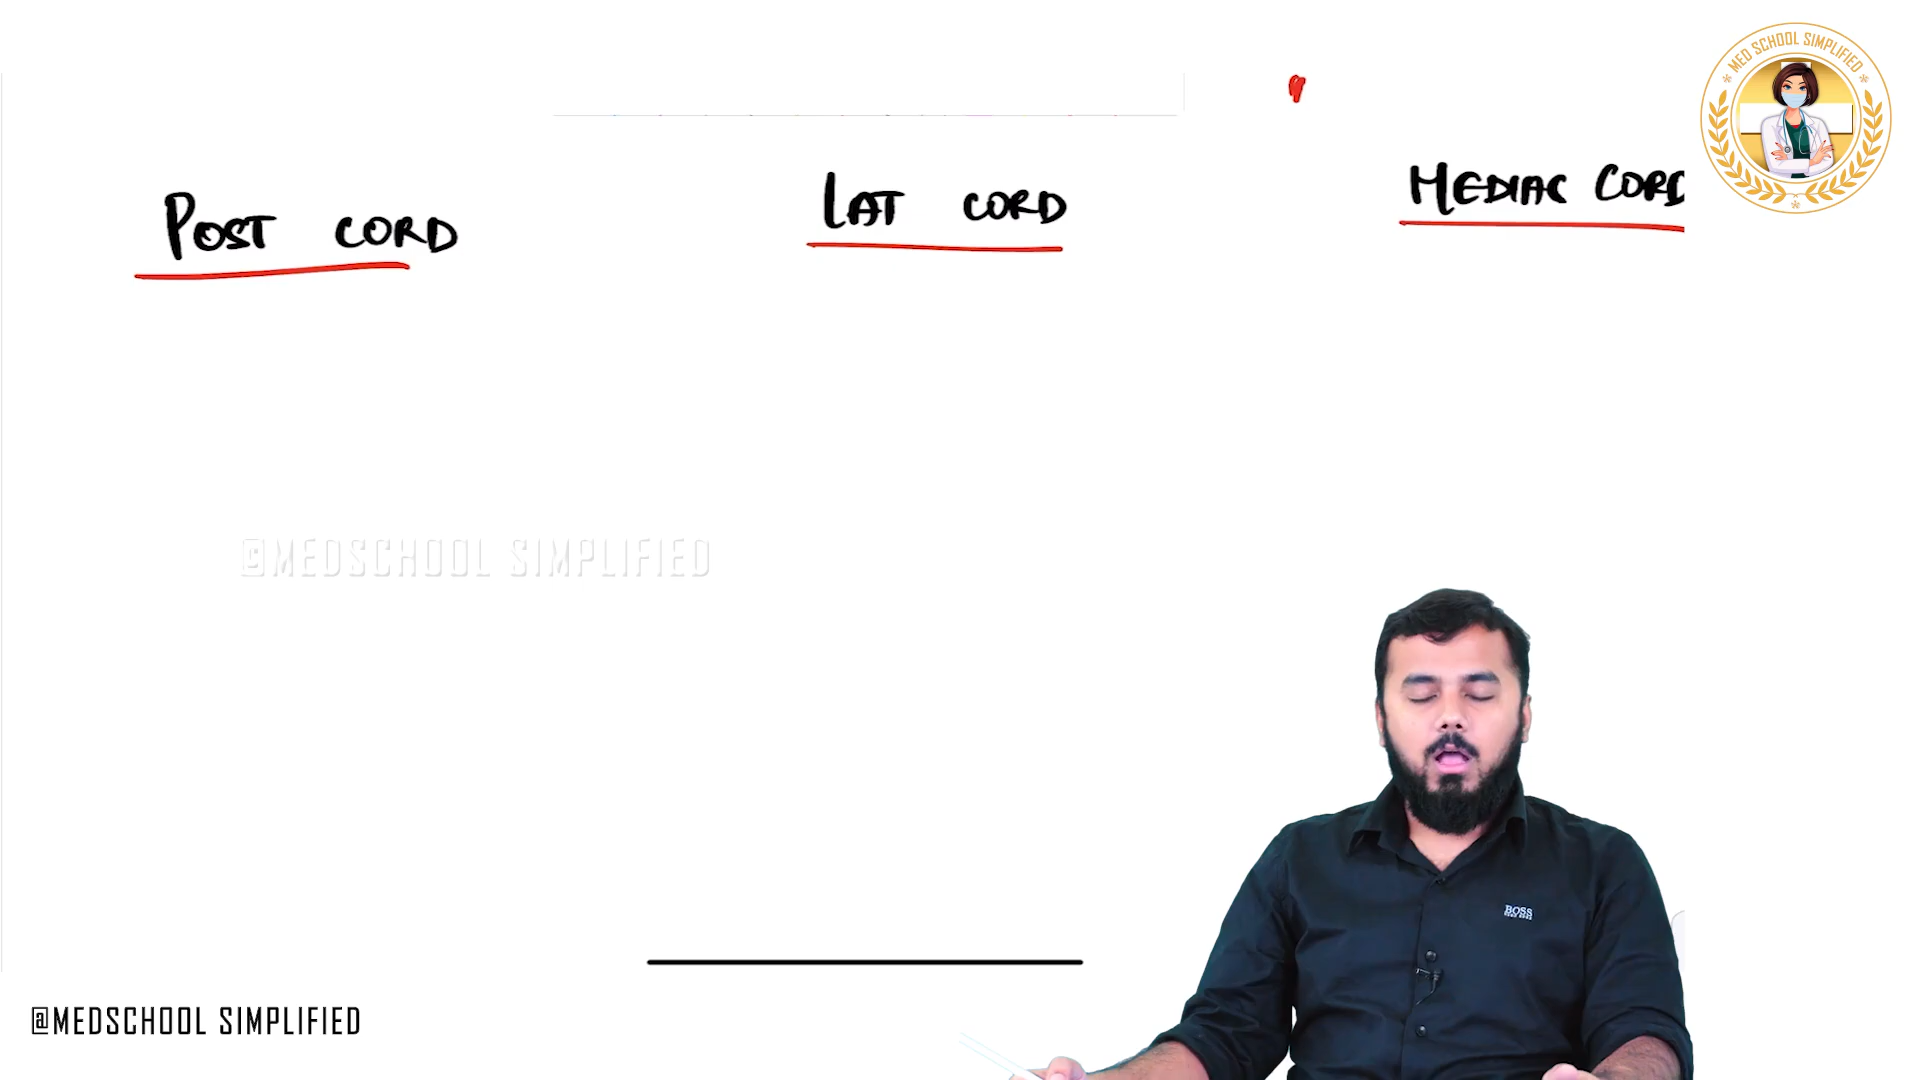 MED SCHOOL SIMPLIFIED
POST CORD
LAT CORD
MEDIAL CORD
@MEDSCHOOL SIMPLIFIED
BOSS
@MEDSCHOOL SIMPLIFIED